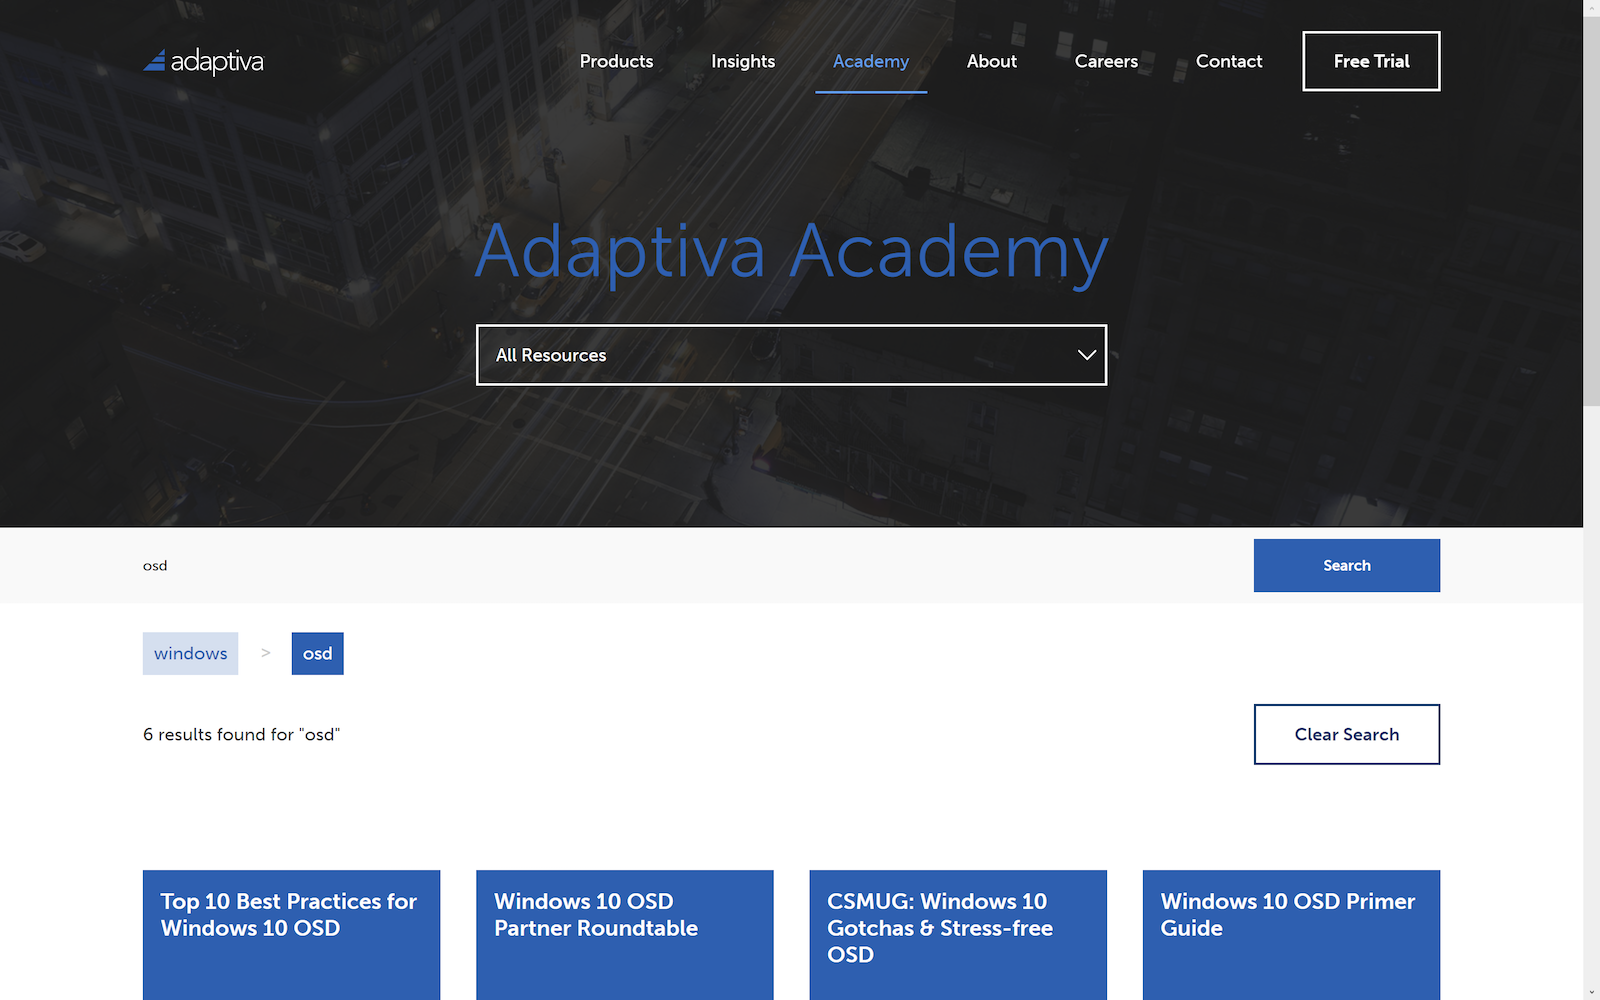 adaptiva
Products Insights Academy About Careers Contact Free Trial
Adaptiva Academy
All Resources
osd Search
windows > osd
6 results found for "osd" Clear Search
Top 10 Best Practices for
Windows 10 OSD
Windows 10 OSD
Partner Roundtable
CSMUG: Windows 10
Gotchas & Stress-free
OSD
Windows 10 OSD Primer
Guide